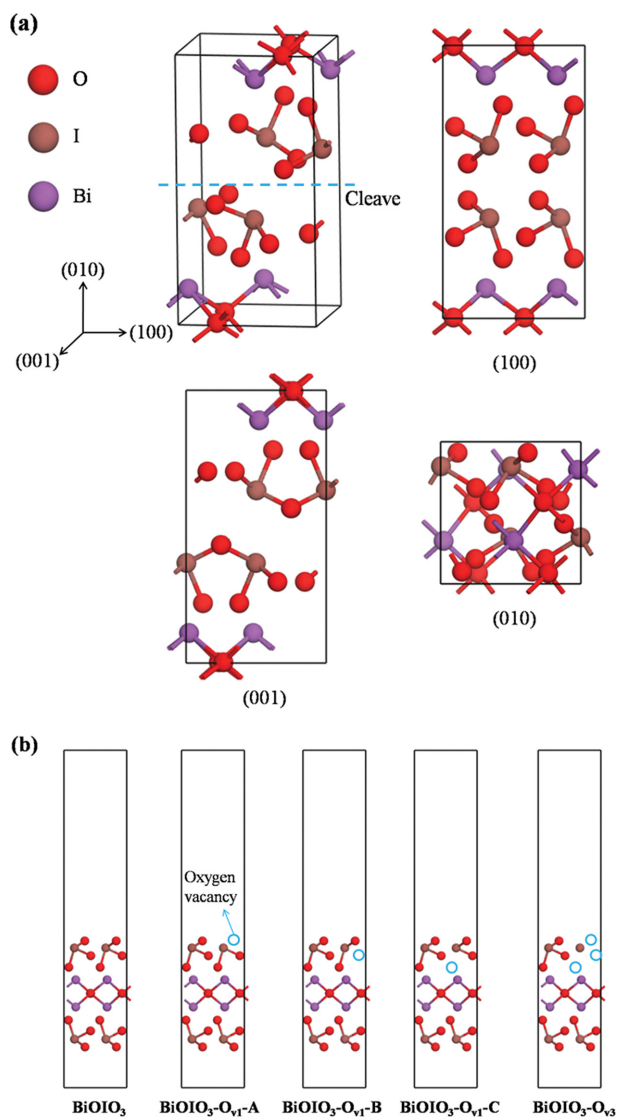 (a)
O
I
Bi
Cleave
(010)
(100)
(001)
(100)
(001)
(010)
(b)
Oxygen
vacancy
BiOIO₃
BiOIO₃-Oᵥ₁-A
BiOIO₃-Oᵥ₁-B
BiOIO₃-Oᵥ₁-C
BiOIO₃-Oᵥ₃